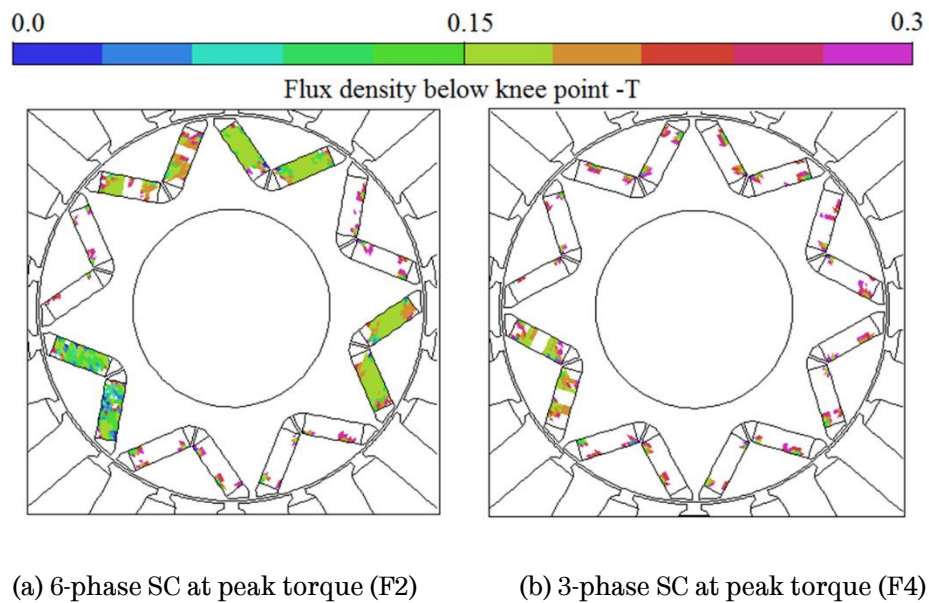 0.0 0.15 0.3
Flux density below knee point -T
(a) 6-phase SC at peak torque (F2) (b) 3-phase SC at peak torque (F4)